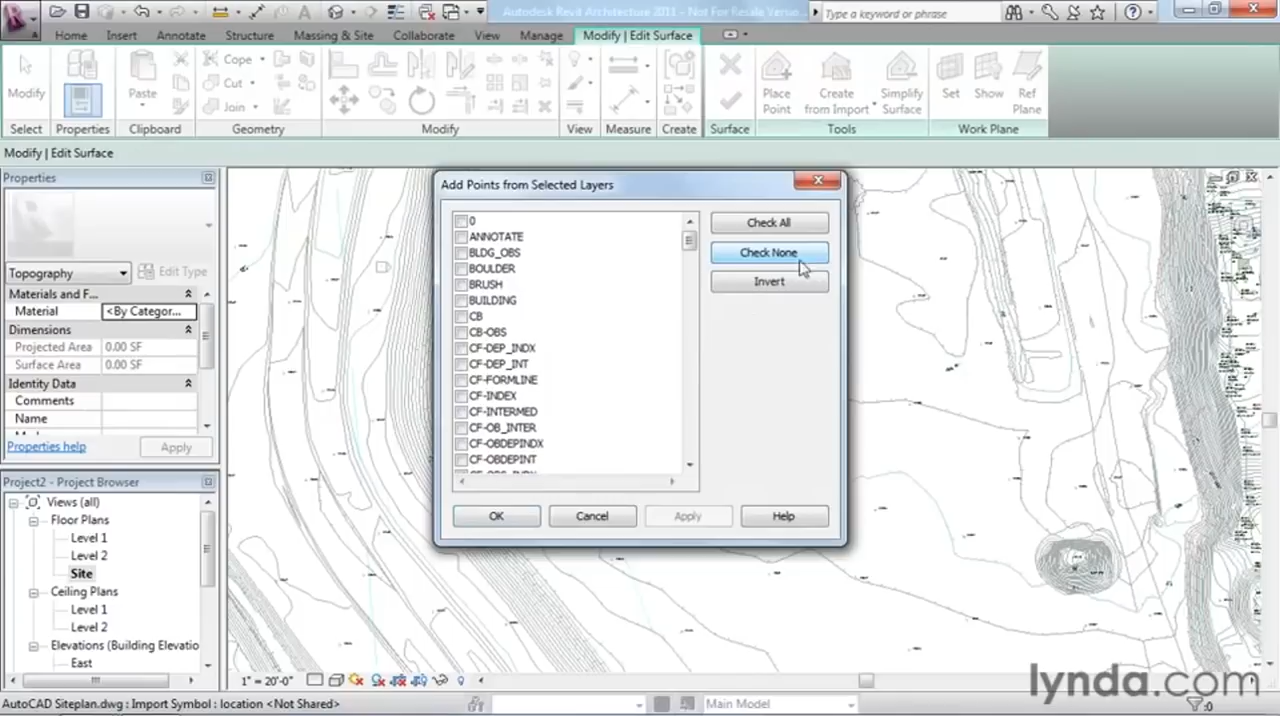 Autodesk Revit Architecture 2011 - Not For Resale Versio...
Type a keyword or phrase
Home
Insert
Annotate
Structure
Massing & Site
Collaborate
View
Manage
Modify | Edit Surface
Modify
Paste
Cope
Cut
Join
Place
Point
Create
from Import
Simplify
Surface
Set
Show
Ref
Plane
Select
Properties
Clipboard
Geometry
Modify
View
Measure
Create
Surface
Tools
Work Plane
Modify | Edit Surface
Properties
Topography
Edit Type
Materials and F...
Material
<By Categor...
Dimensions
Projected Area
0.00 SF
Surface Area
0.00 SF
Identity Data
Comments
Name
Properties help
Apply
Project2 - Project Browser
Views (all)
Floor Plans
Level 1
Level 2
Site
Ceiling Plans
Level 1
Level 2
Elevations (Building Elevatio
East
Add Points from Selected Layers
0
ANNOTATE
BLDG_OBS
BOULDER
BRUSH
BUILDING
CB
CB-OBS
CF-DEP_INDX
CF-DEP_INT
CF-FORMLINE
CF-INDEX
CF-INTERMED
CF-OB_INTER
CF-OBDEPINDX
CF-OBDEPINT
Check All
Check None
Invert
OK
Cancel
Apply
Help
1" = 20'-0"
AutoCAD Siteplan.dwg : Import Symbol : location <Not Shared>
Main Model
:0
lynda.com